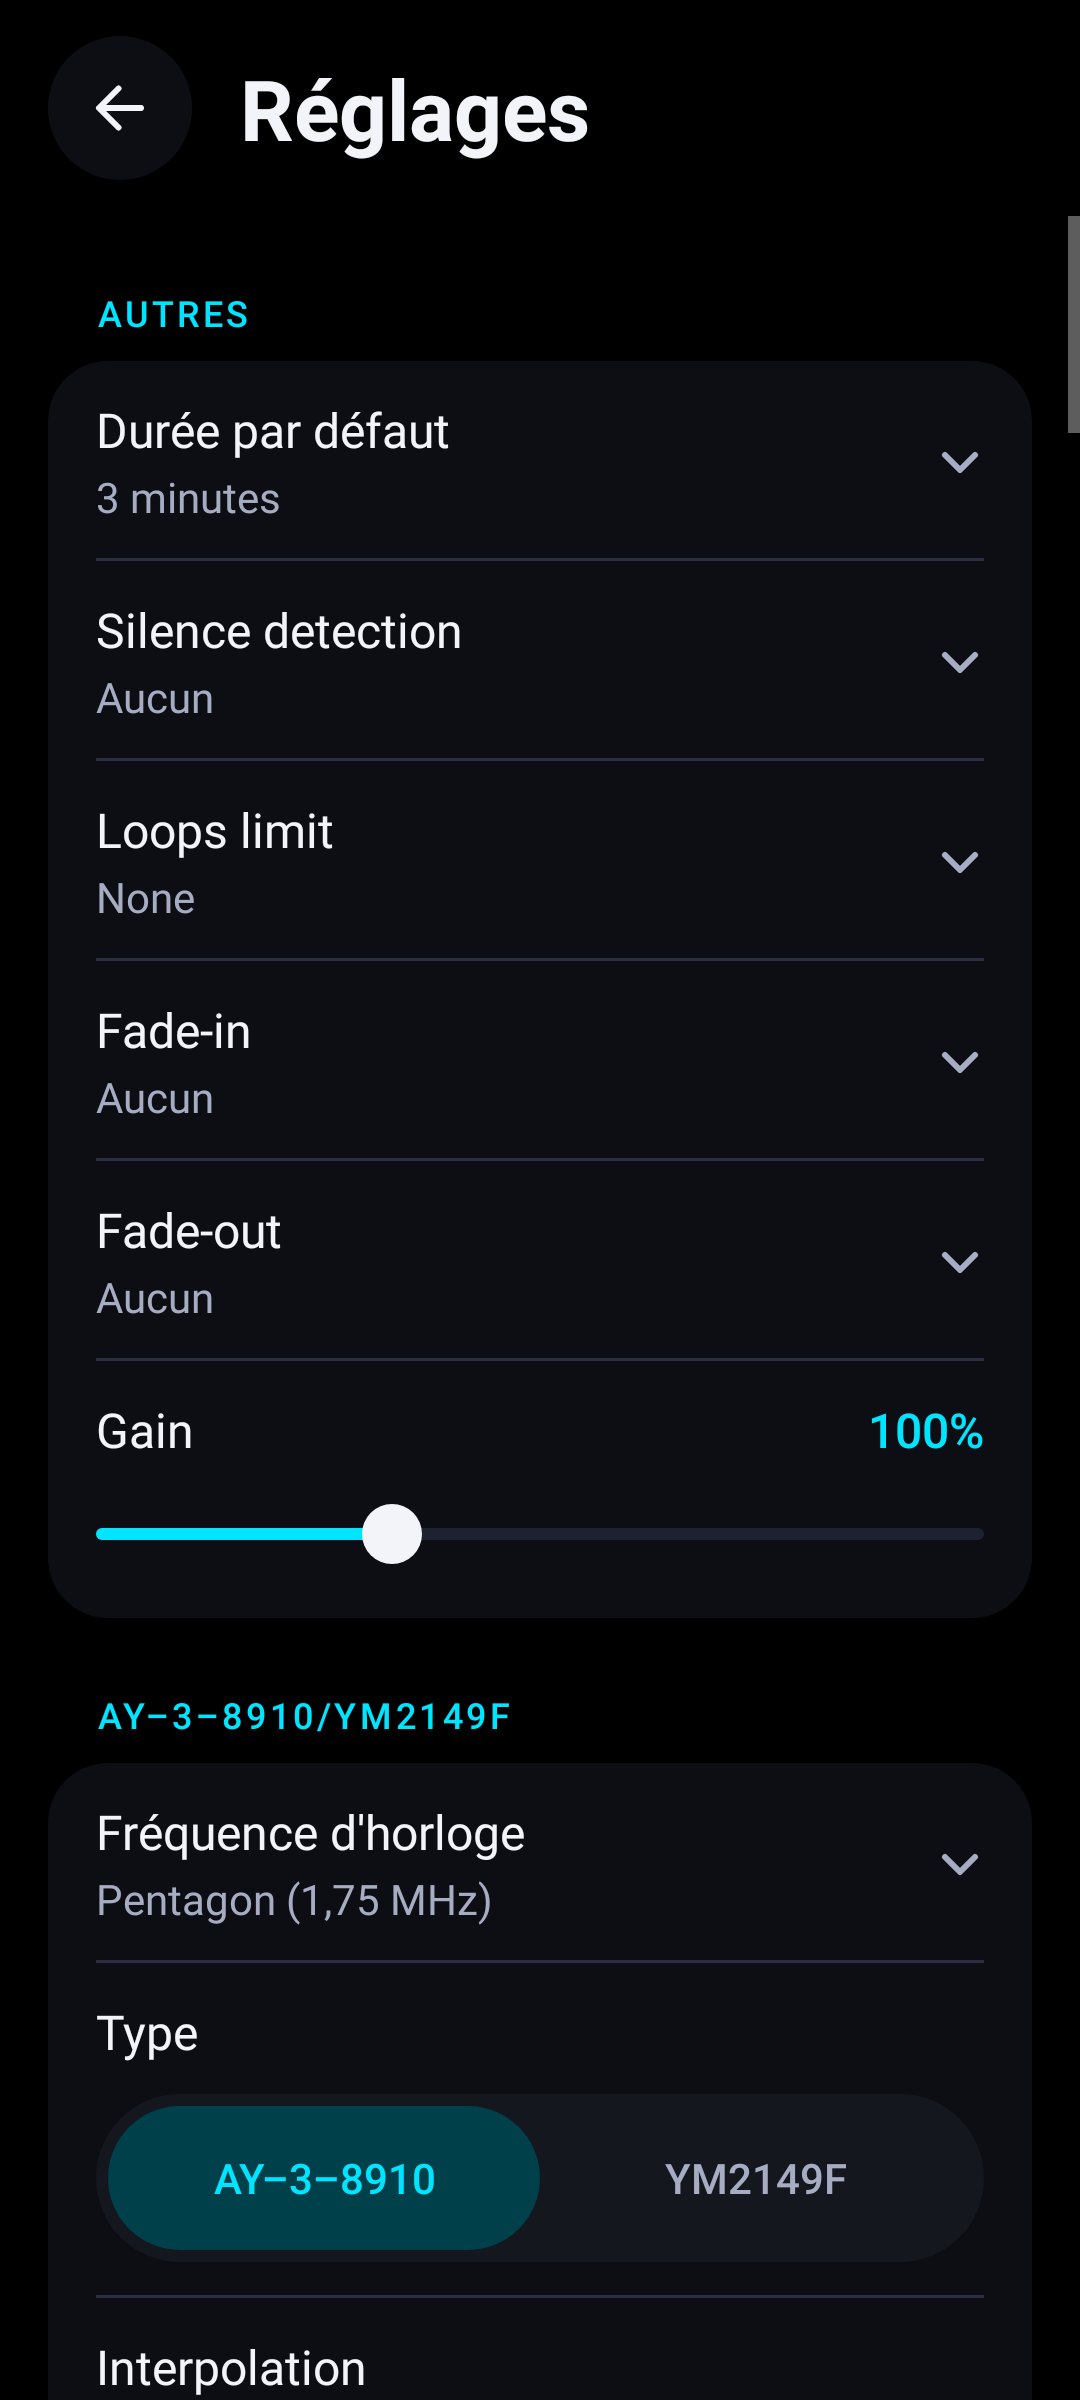 Réglages
AUTRES
Durée par défaut
3 minutes
Silence detection
Aucun
Loops limit
None
Fade-in
Aucun
Fade-out
Aucun
Gain
100%
AY–3–8910/YM2149F
Fréquence d'horloge
Pentagon (1,75 MHz)
Type
AY–3–8910
YM2149F
Interpolation